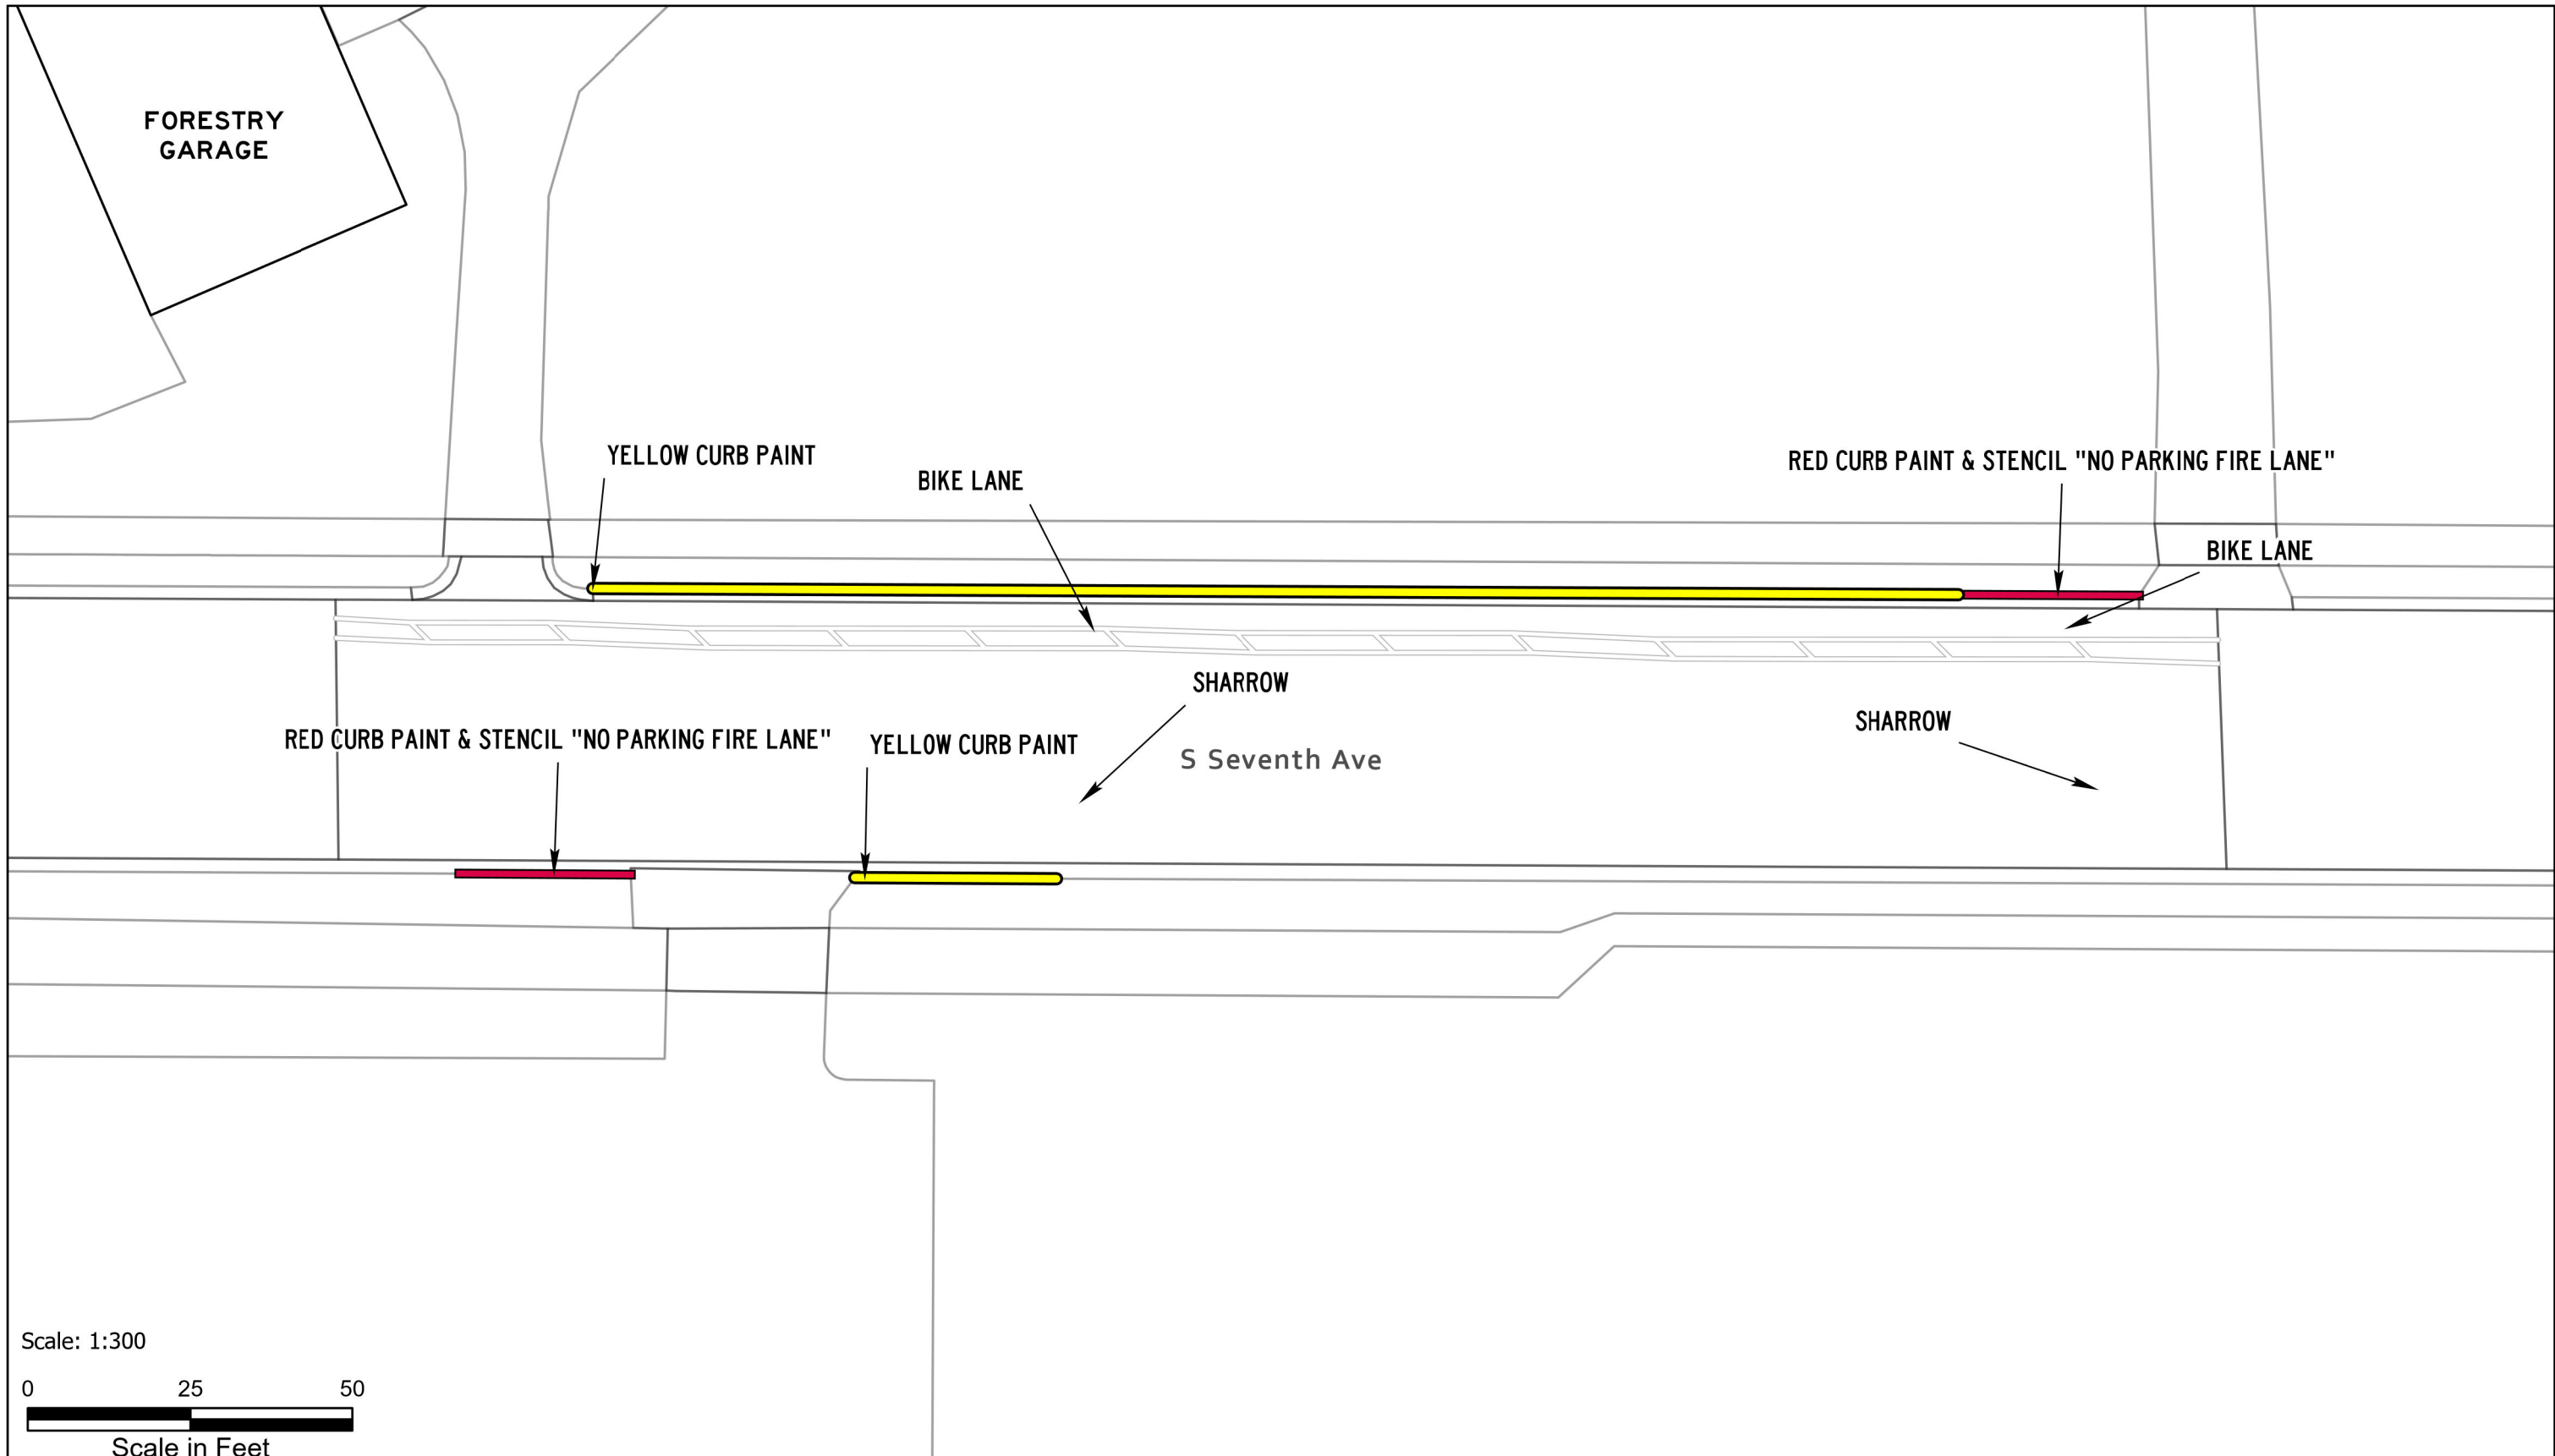 FORESTRY
GARAGE
YELLOW CURB PAINT
BIKE LANE
RED CURB PAINT & STENCIL "NO PARKING FIRE LANE"
BIKE LANE
SHARROW
SHARROW
RED CURB PAINT & STENCIL "NO PARKING FIRE LANE"
YELLOW CURB PAINT
S Seventh Ave
Scale: 1:300
0 25 50
Scale in Feet